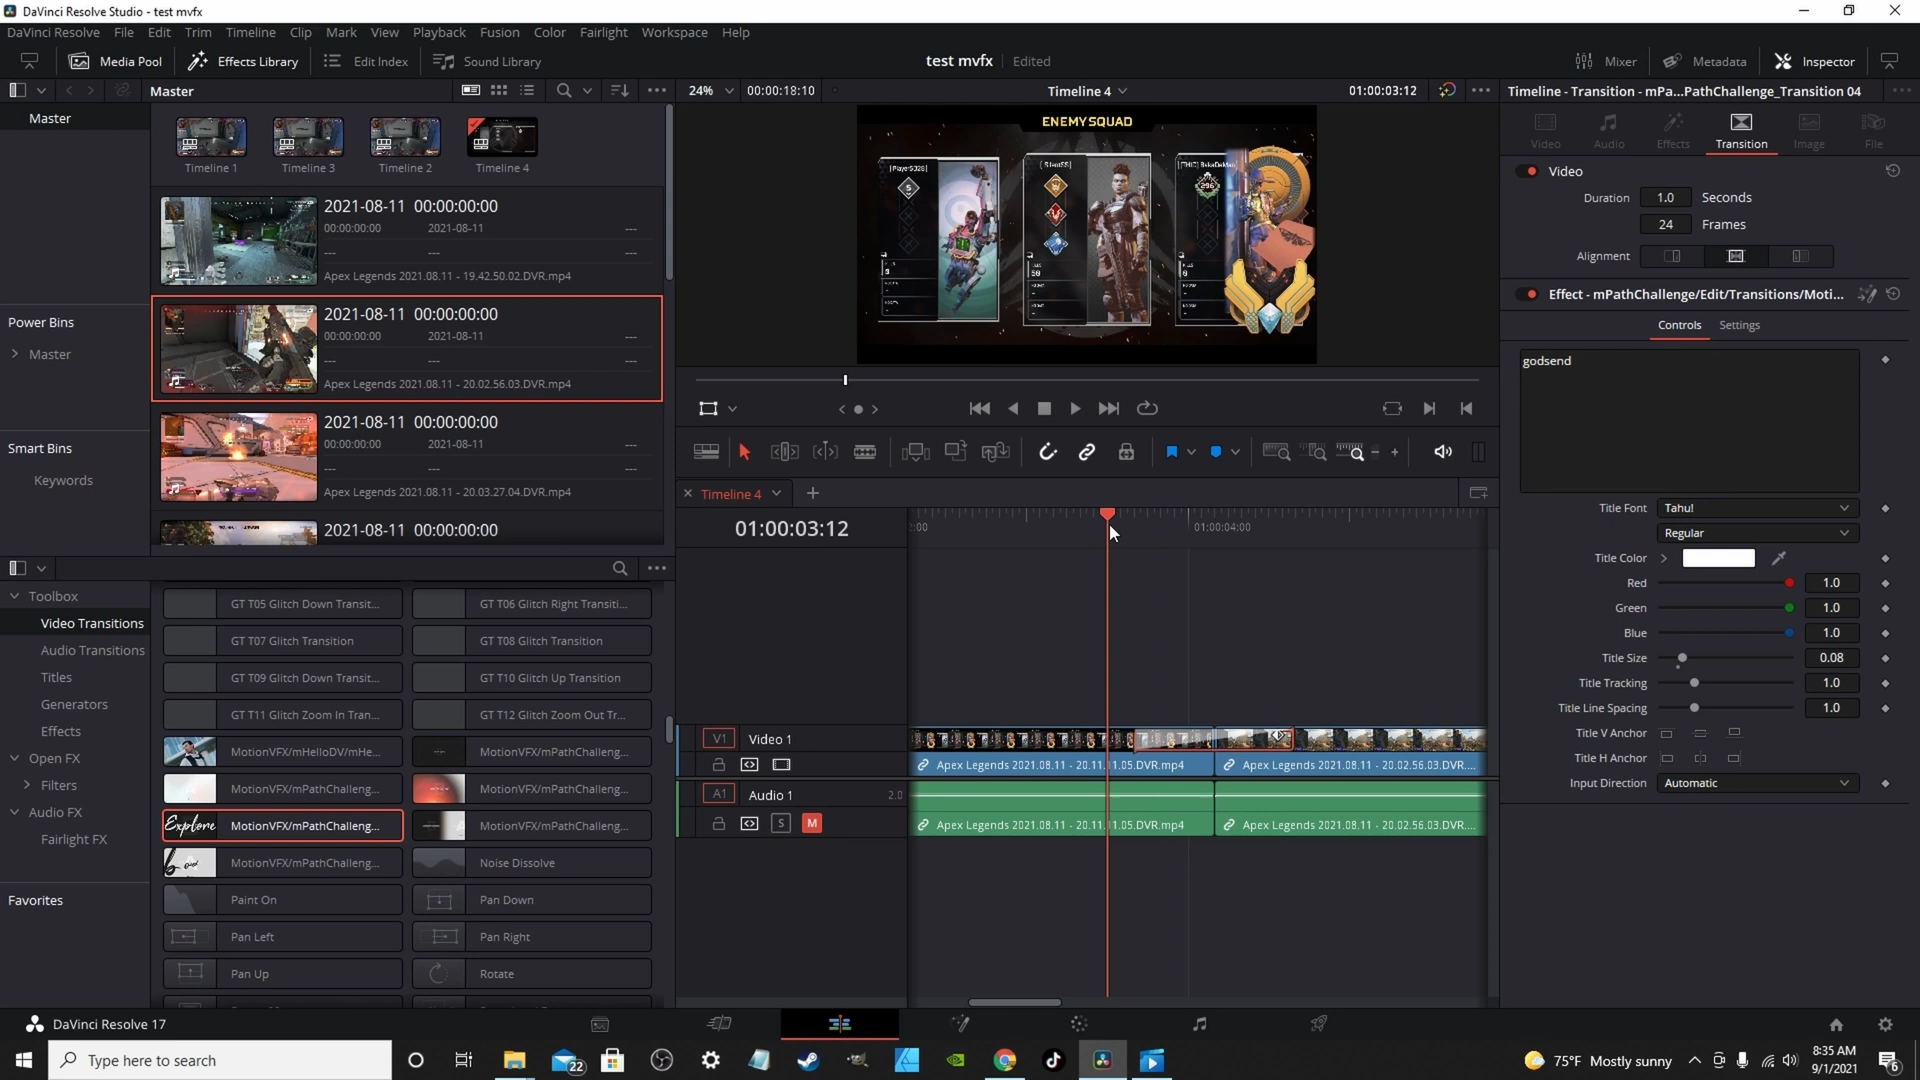 DaVinci Resolve Studio - test mvfx
DaVinci Resolve File Edit Trim Timeline Clip Mark View Playback Fusion Color Fairlight Workspace Help
Media Pool Effects Library Edit Index Sound Library test mvfx Edited Mixer Metadata Inspector
Master 24% 00:00:18:10 Timeline 4 01:00:03:12 Timeline - Transition - mPa...PathChallenge_Transition 04
Master
Timeline 1 Timeline 3 Timeline 2 Timeline 4
2021-08-11 00:00:00:00
00:00:00:00 2021-08-11 ---
--- --- ---
Apex Legends 2021.08.11 - 19.42.50.02.DVR.mp4
2021-08-11 00:00:00:00
00:00:00:00 2021-08-11 ---
--- --- ---
Apex Legends 2021.08.11 - 20.02.56.03.DVR.mp4
2021-08-11 00:00:00:00
00:00:00:00 2021-08-11 ---
--- --- ---
Apex Legends 2021.08.11 - 20.03.27.04.DVR.mp4
2021-08-11 00:00:00:00
Power Bins
Master
Smart Bins
Keywords
ENEMY SQUAD
296
Video Audio Effects Transition Image File
Video
Duration 1.0 Seconds
24 Frames
Alignment
Effect - mPathChallenge/Edit/Transitions/Moti...
Controls Settings
godsend
Title Font Tahu!
Regular
Title Color
Red 1.0
Green 1.0
Blue 1.0
Title Size 0.08
Title Tracking 1.0
Title Line Spacing 1.0
Title V Anchor
Title H Anchor
Input Direction Automatic
Timeline 4
01:00:03:12 01:00:04:00
V1 Video 1
Apex Legends 2021.08.11 - 20.11. 1.05.DVR.mp4 Apex Legends 2021.08.11 - 20.02.56.03.DVR....
A1 Audio 1 2.0
S M Apex Legends 2021.08.11 - 20.11. 1.05.DVR.mp4 Apex Legends 2021.08.11 - 20.02.56.03.DVR....
Toolbox
Video Transitions
Audio Transitions
Titles
Generators
Effects
Open FX
Filters
Audio FX
Fairlight FX
Favorites
GT T05 Glitch Down Transit... GT T06 Glitch Right Transiti...
GT T07 Glitch Transition GT T08 Glitch Transition
GT T09 Glitch Down Transit... GT T10 Glitch Up Transition
GT T11 Glitch Zoom In Tran... GT T12 Glitch Zoom Out Tr...
MotionVFX/mHelloDV/mHe... MotionVFX/mPathChalleng...
MotionVFX/mPathChalleng... MotionVFX/mPathChalleng...
Explore MotionVFX/mPathChalleng... MotionVFX/mPathChalleng...
MotionVFX/mPathChalleng... Noise Dissolve
Paint On Pan Down
Pan Left Pan Right
Pan Up Rotate
DaVinci Resolve 17
Type here to search 22 75°F Mostly sunny 8:35 AM
9/1/2021 6